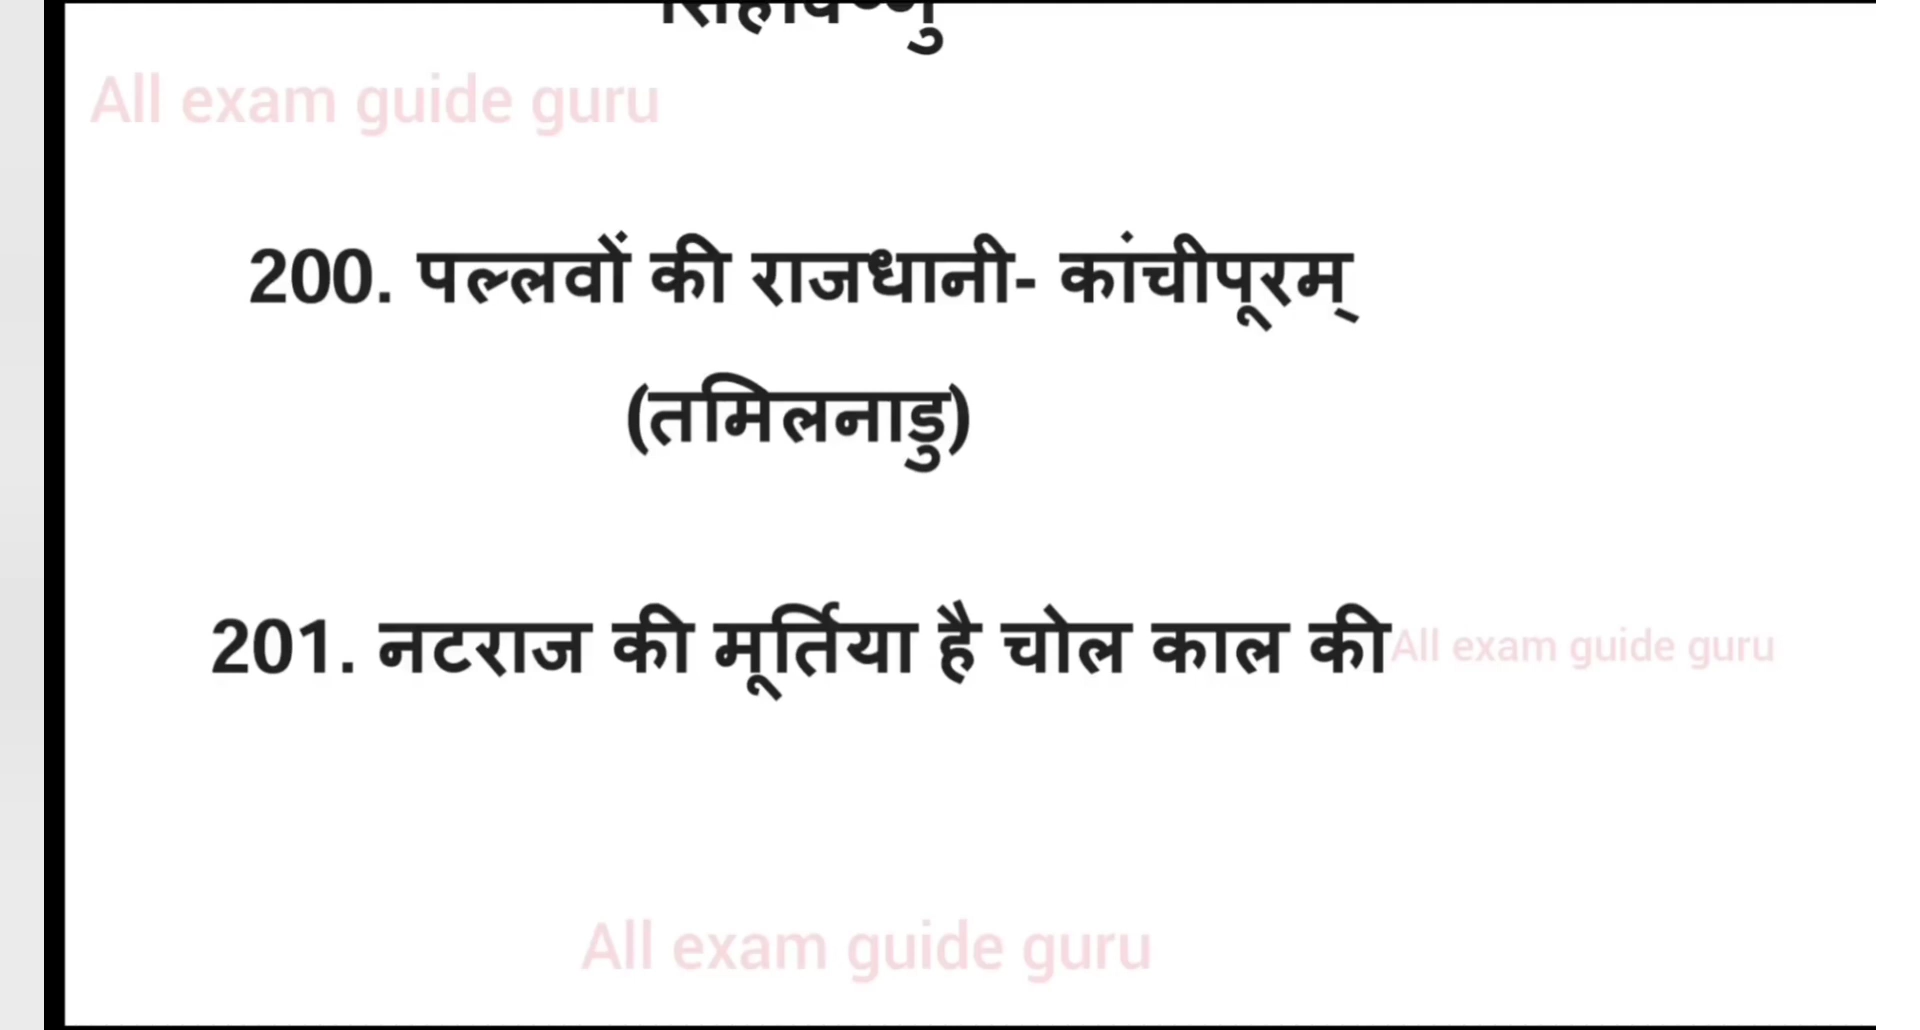 All exam guide guru
200. पल्लवों की राजधानी- कांचीपूरम्
(तमिलनाडु)
201. नटराज की मूर्तिया है चोल काल की All exam guide guru
All exam guide guru